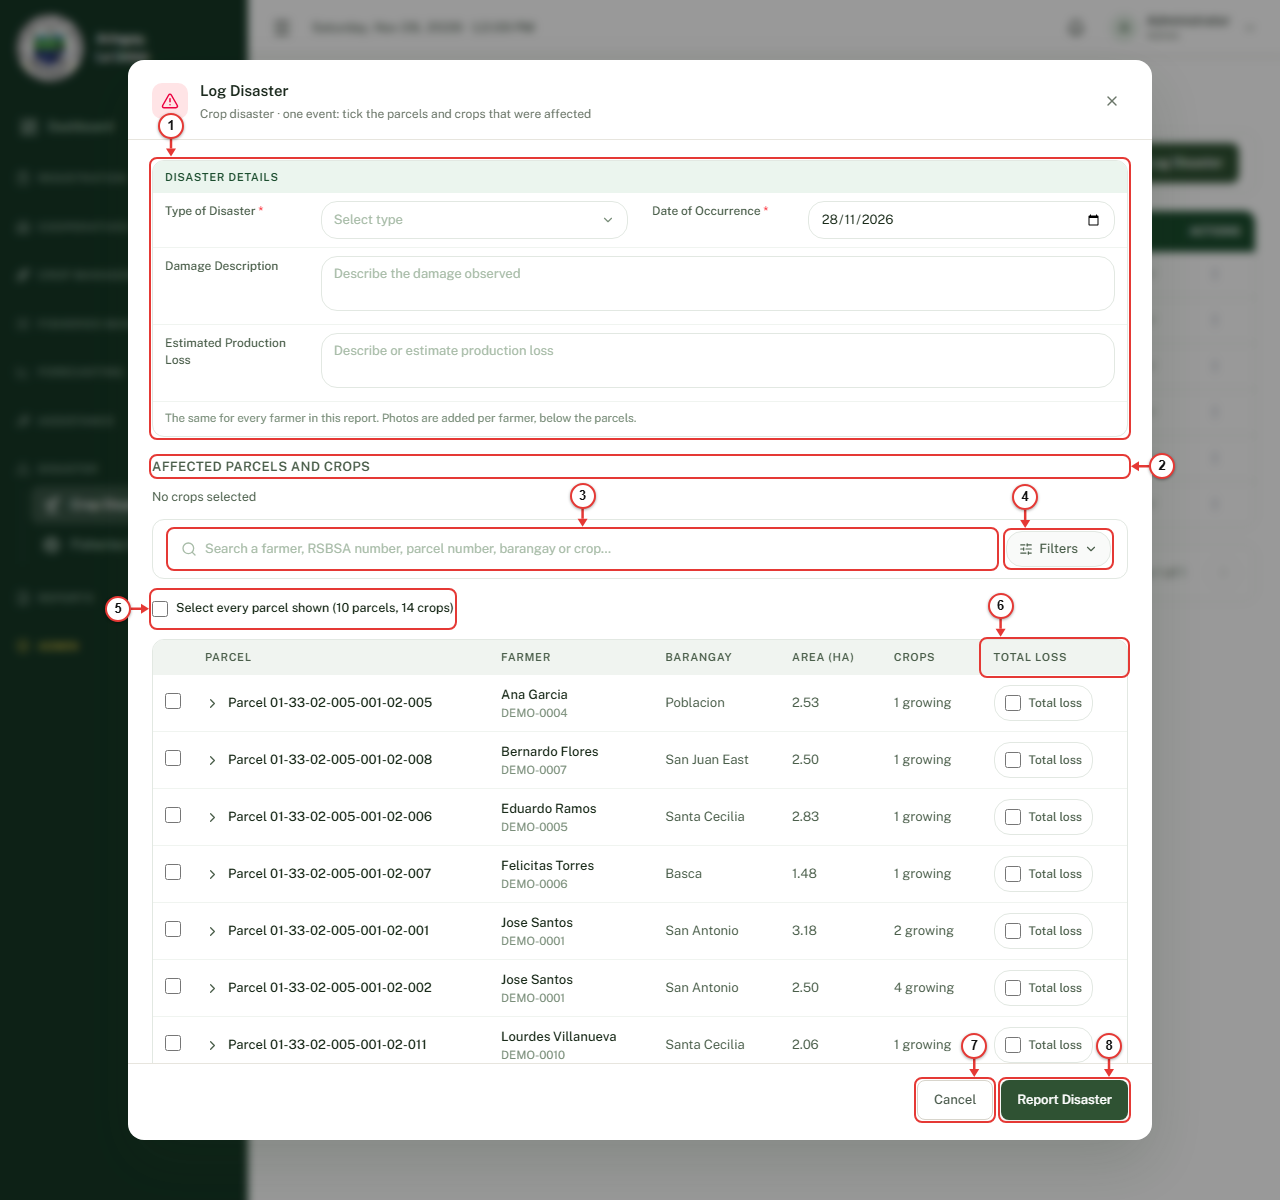 Log Disaster
Crop disaster · one event: tick the parcels and crops that were affected
1
DISASTER DETAILS
Type of Disaster *
Select type
Date of Occurrence *
28/11/2026
Damage Description
Describe the damage observed
Estimated Production Loss
Describe or estimate production loss
The same for every farmer in this report. Photos are added per farmer, below the parcels.
AFFECTED PARCELS AND CROPS
2
No crops selected
3
4
Search a farmer, RSBSA number, parcel number, barangay or crop...
Filters
5
Select every parcel shown (10 parcels, 14 crops)
6
PARCEL FARMER BARANGAY AREA (HA) CROPS TOTAL LOSS
Parcel 01-33-02-005-001-02-005 Ana Garcia DEMO-0004 Poblacion 2.53 1 growing Total loss
Parcel 01-33-02-005-001-02-008 Bernardo Flores DEMO-0007 San Juan East 2.50 1 growing Total loss
Parcel 01-33-02-005-001-02-006 Eduardo Ramos DEMO-0005 Santa Cecilia 2.83 1 growing Total loss
Parcel 01-33-02-005-001-02-007 Felicitas Torres DEMO-0006 Basca 1.48 1 growing Total loss
Parcel 01-33-02-005-001-02-001 Jose Santos DEMO-0001 San Antonio 3.18 2 growing Total loss
Parcel 01-33-02-005-001-02-002 Jose Santos DEMO-0001 San Antonio 2.50 4 growing Total loss
Parcel 01-33-02-005-001-02-011 Lourdes Villanueva DEMO-0010 Santa Cecilia 2.06 1 growing Total loss
7
8
Cancel
Report Disaster